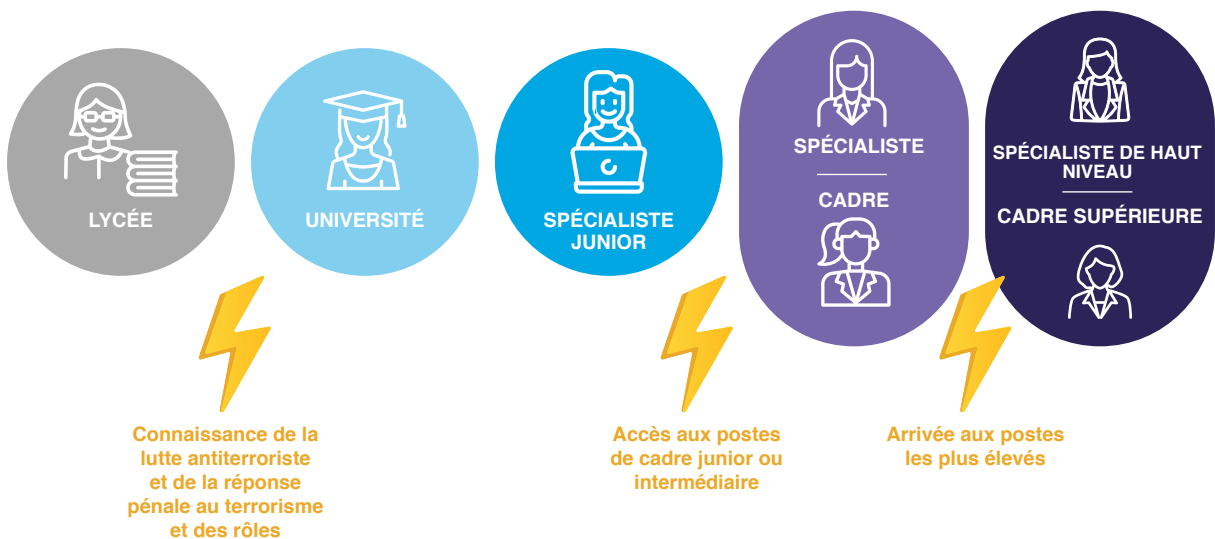 LYCÉE
UNIVERSITÉ
SPÉCIALISTE
JUNIOR
SPÉCIALISTE
CADRE
SPÉCIALISTE DE HAUT
NIVEAU
CADRE SUPÉRIEURE
Connaissance de la
lutte antiterroriste
et de la réponse
pénale au terrorisme
et des rôles
Accès aux postes
de cadre junior ou
intermédiaire
Arrivée aux postes
les plus élevés